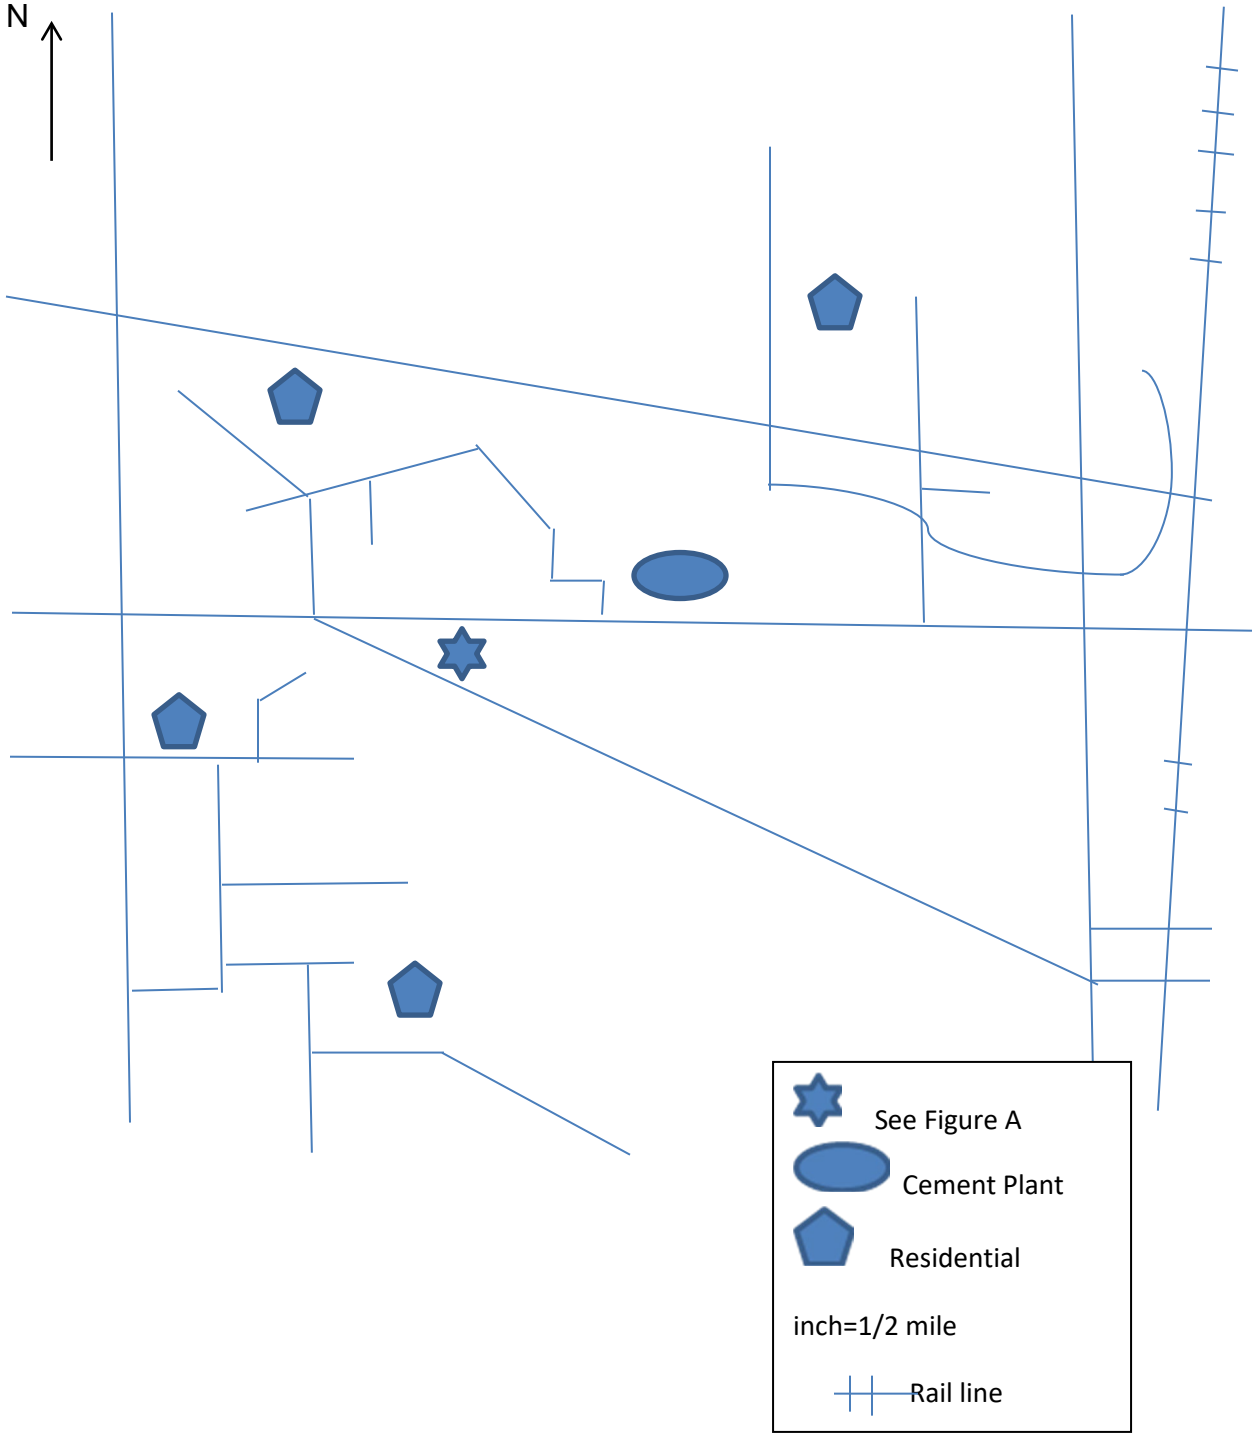 N
See Figure A
Cement Plant
Residential
inch=1/2 mile
Rail line